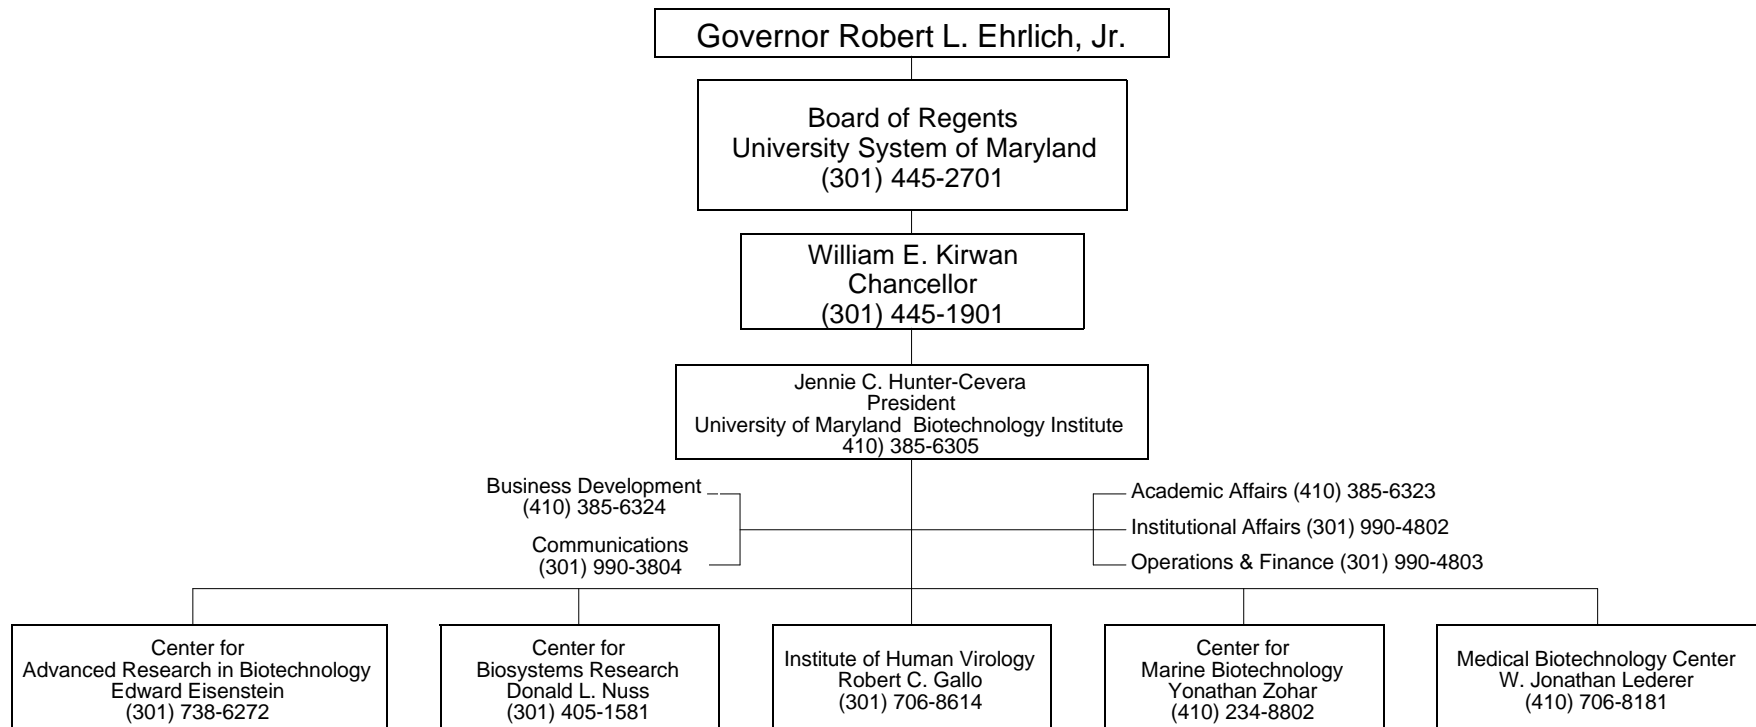 Governor Robert L. Ehrlich, Jr.
Board of Regents
University System of Maryland
(301) 445-2701
William E. Kirwan
Chancellor
(301) 445-1901
Jennie C. Hunter-Cevera
President
University of Maryland  Biotechnology Institute
410) 385-6305
Business Development
(410) 385-6324
Communications
(301) 990-3804
Academic Affairs (410) 385-6323
Institutional Affairs (301) 990-4802
Operations & Finance (301) 990-4803
Center for
Advanced Research in Biotechnology
Edward Eisenstein
(301) 738-6272
Center for
Biosystems Research
Donald L. Nuss
(301) 405-1581
Institute of Human Virology
Robert C. Gallo
(301) 706-8614
Center for
Marine Biotechnology
Yonathan Zohar
(410) 234-8802
Medical Biotechnology Center
W. Jonathan Lederer
(410) 706-8181